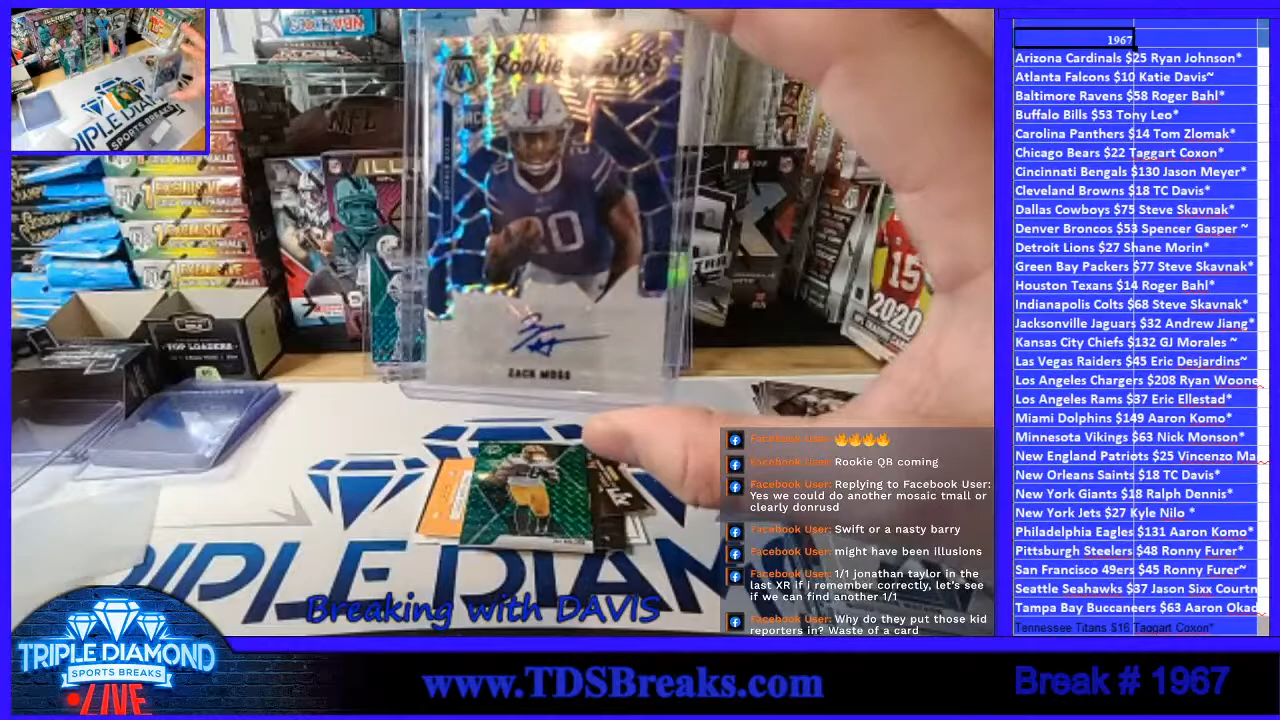 Rookie
20
ZACK MOSS
NFL
TOP LOADERS
15
2020
TRIPLE DIAMOND
SPORTS BREAKS
Breaking with DAVIS
Facebook User: 🔥🔥🔥🔥
Facebook User: Rookie QB coming
Facebook User: Replying to Facebook User:
Yes we could do another mosaic tmall or
clearly donrusd
Facebook User: Swift or a nasty barry
Facebook User: might have been illusions
Facebook User: 1/1 jonathan taylor in the
last XR if i remember correctly, let's see
if we can find another 1/1
Facebook User: Why do they put those kid
reporters in? Waste of a card
1967
Arizona Cardinals $25 Ryan Johnson*
Atlanta Falcons $10 Katie Davis~
Baltimore Ravens $58 Roger Bahl*
Buffalo Bills $53 Tony Leo*
Carolina Panthers $14 Tom Zlomak*
Chicago Bears $22 Taggart Coxon*
Cincinnati Bengals $130 Jason Meyer*
Cleveland Browns $18 TC Davis*
Dallas Cowboys $75 Steve Skavnak*
Denver Broncos $53 Spencer Gasper ~
Detroit Lions $27 Shane Morin*
Green Bay Packers $77 Steve Skavnak*
Houston Texans $14 Roger Bahl*
Indianapolis Colts $68 Steve Skavnak*
Jacksonville Jaguars $32 Andrew Jiang*
Kansas City Chiefs $132 GJ Morales ~
Las Vegas Raiders $45 Eric Desjardins~
Los Angeles Chargers $208 Ryan Woone
Los Angeles Rams $37 Eric Ellestad*
Miami Dolphins $149 Aaron Komo*
Minnesota Vikings $63 Nick Monson*
New England Patriots $25 Vincenzo Ma
New Orleans Saints $18 TC Davis*
New York Giants $18 Ralph Dennis*
New York Jets $27 Kyle Nilo *
Philadelphia Eagles $131 Aaron Komo*
Pittsburgh Steelers $48 Ronny Furer*
San Francisco 49ers $45 Ronny Furer~
Seattle Seahawks $37 Jason Sixx Courtn
Tampa Bay Buccaneers $63 Aaron Okad
Tennessee Titans $16 Taggart Coxon*
TRIPLE DIAMOND
SPORTS BREAKS
LIVE
www.TDSBreaks.com
Break # 1967